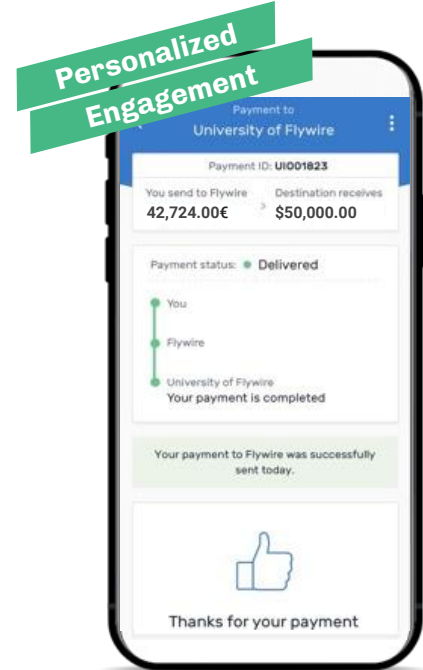 Personalized
Engagement
Payment to
University of Flywire
Payment ID: UI001823
You send to Flywire > Destination receives
42,724.00€ $50,000.00
Payment status: Delivered
You
Flywire
University of Flywire
Your payment is completed
Your payment to Flywire was successfully
sent today.
Thanks for your payment